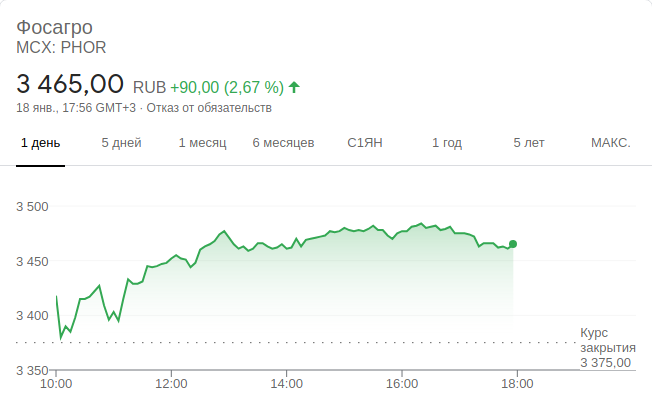 Фосагро
MCX: PHOR
3 465,00 RUB +90,00 (2,67 %)
18 янв., 17:56 GMT+3 · Отказ от обязательств
1 день 5 дней 1 месяц 6 месяцев С1ЯН 1 год 5 лет МАКС.
3 500
3 450
3 400
3 350
Курс
закрытия
3 375,00
10:00 12:00 14:00 16:00 18:00